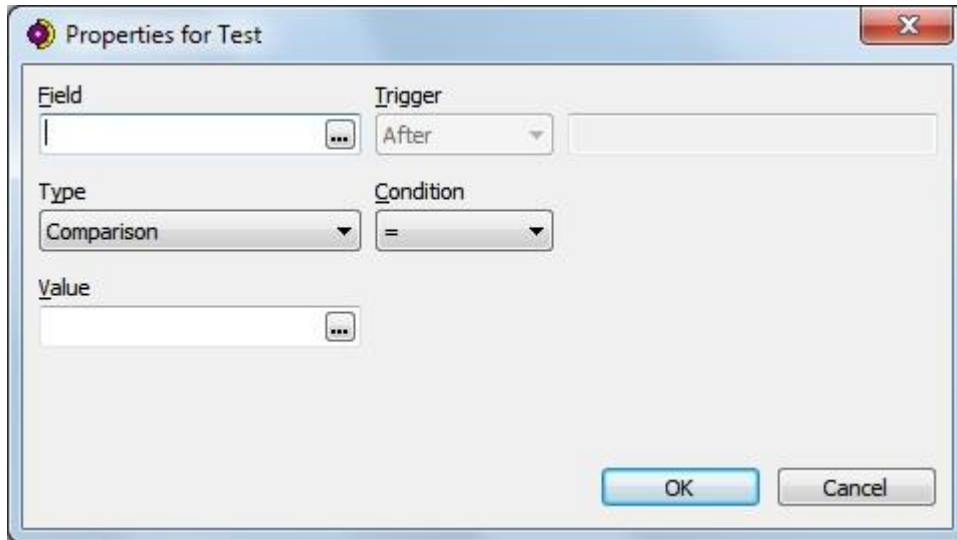 Properties for Test
Field Trigger
... After
Type Condition
Comparison =
Value
...
OK Cancel